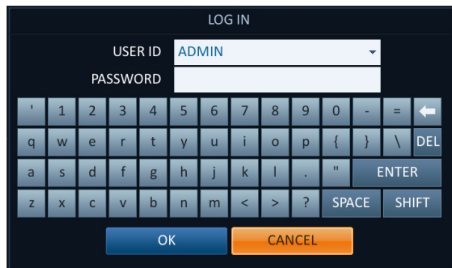 LOG IN
USER ID ADMIN
PASSWORD
' 1 2 3 4 5 6 7 8 9 0 - =
q w e r t y u i o p { } \ DEL
a s d f g h j k l . " ENTER
z x c v b n m < > ? SPACE SHIFT
OK CANCEL